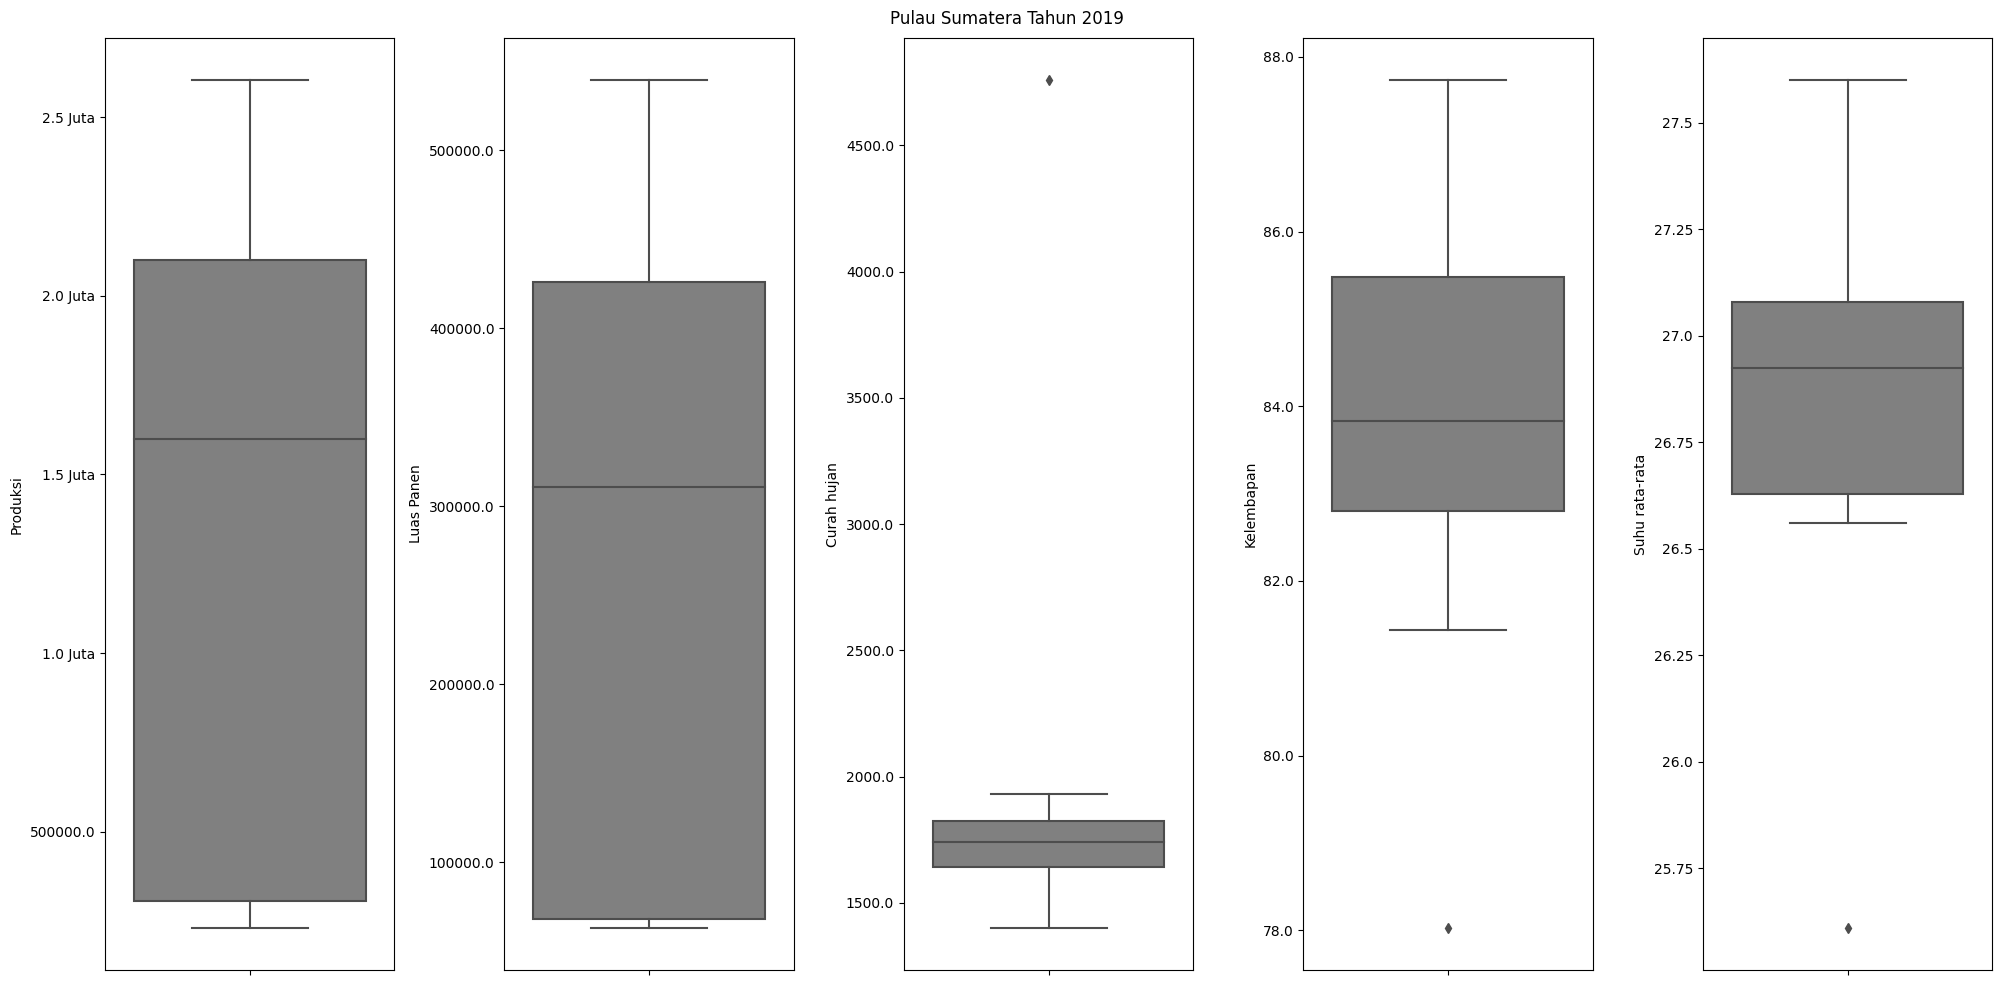 Pulau Sumatera Tahun 2019
Produksi
2.5 Juta
2.0 Juta
1.5 Juta
1.0 Juta
500000.0
Luas Panen
500000.0
400000.0
300000.0
200000.0
100000.0
Curah hujan
4500.0
4000.0
3500.0
3000.0
2500.0
2000.0
1500.0
Kelembapan
88.0
86.0
84.0
82.0
80.0
78.0
Suhu rata-rata
27.5
27.25
27.0
26.75
26.5
26.25
26.0
25.75